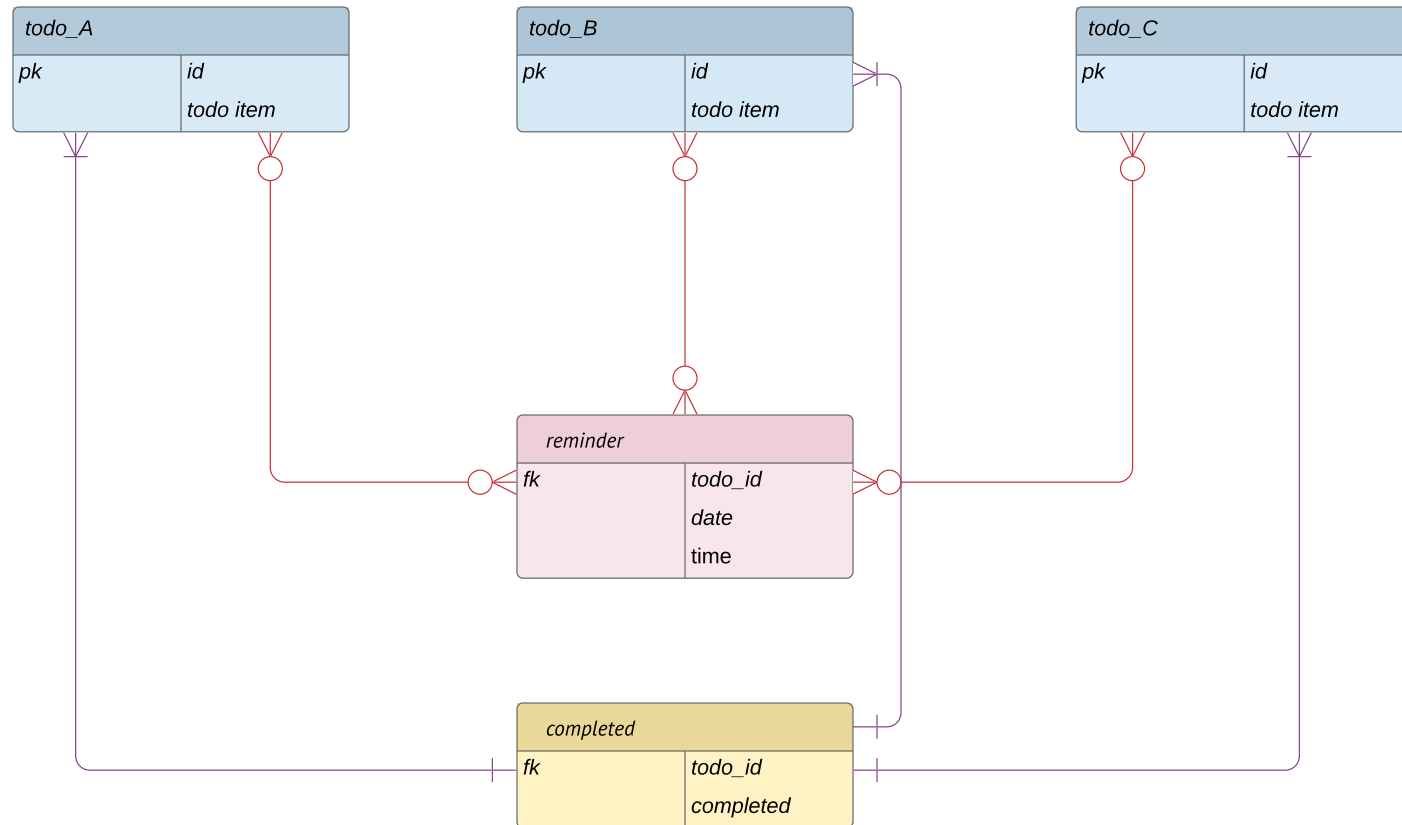 todo_A
pk id
todo item
todo_B
pk id
todo item
todo_C
pk id
todo item
reminder
fk todo_id
date
time
completed
fk todo_id
completed